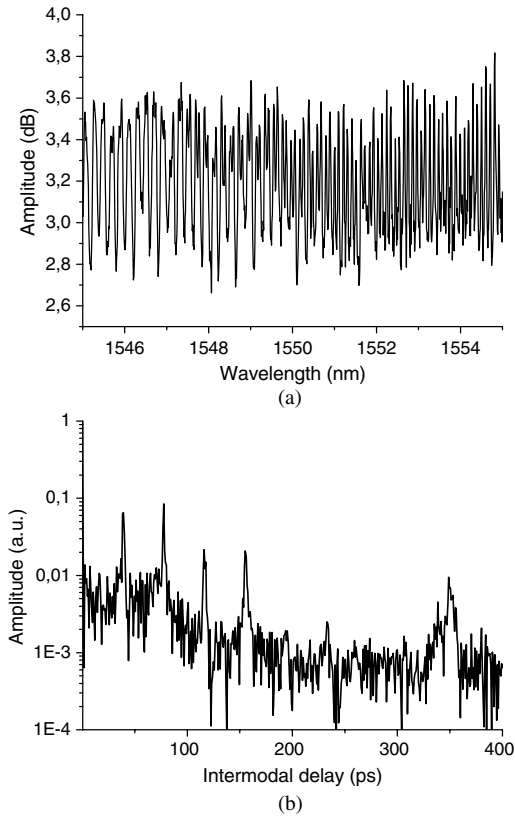 4,0
3,8
3,6
3,4
3,2
3,0
2,8
2,6
Amplitude (dB)
1546 1548 1550 1552 1554
Wavelength (nm)
(a)
1
0,1
0,01
1E-3
1E-4
Amplitude (a.u.)
100 200 300 400
Intermodal delay (ps)
(b)